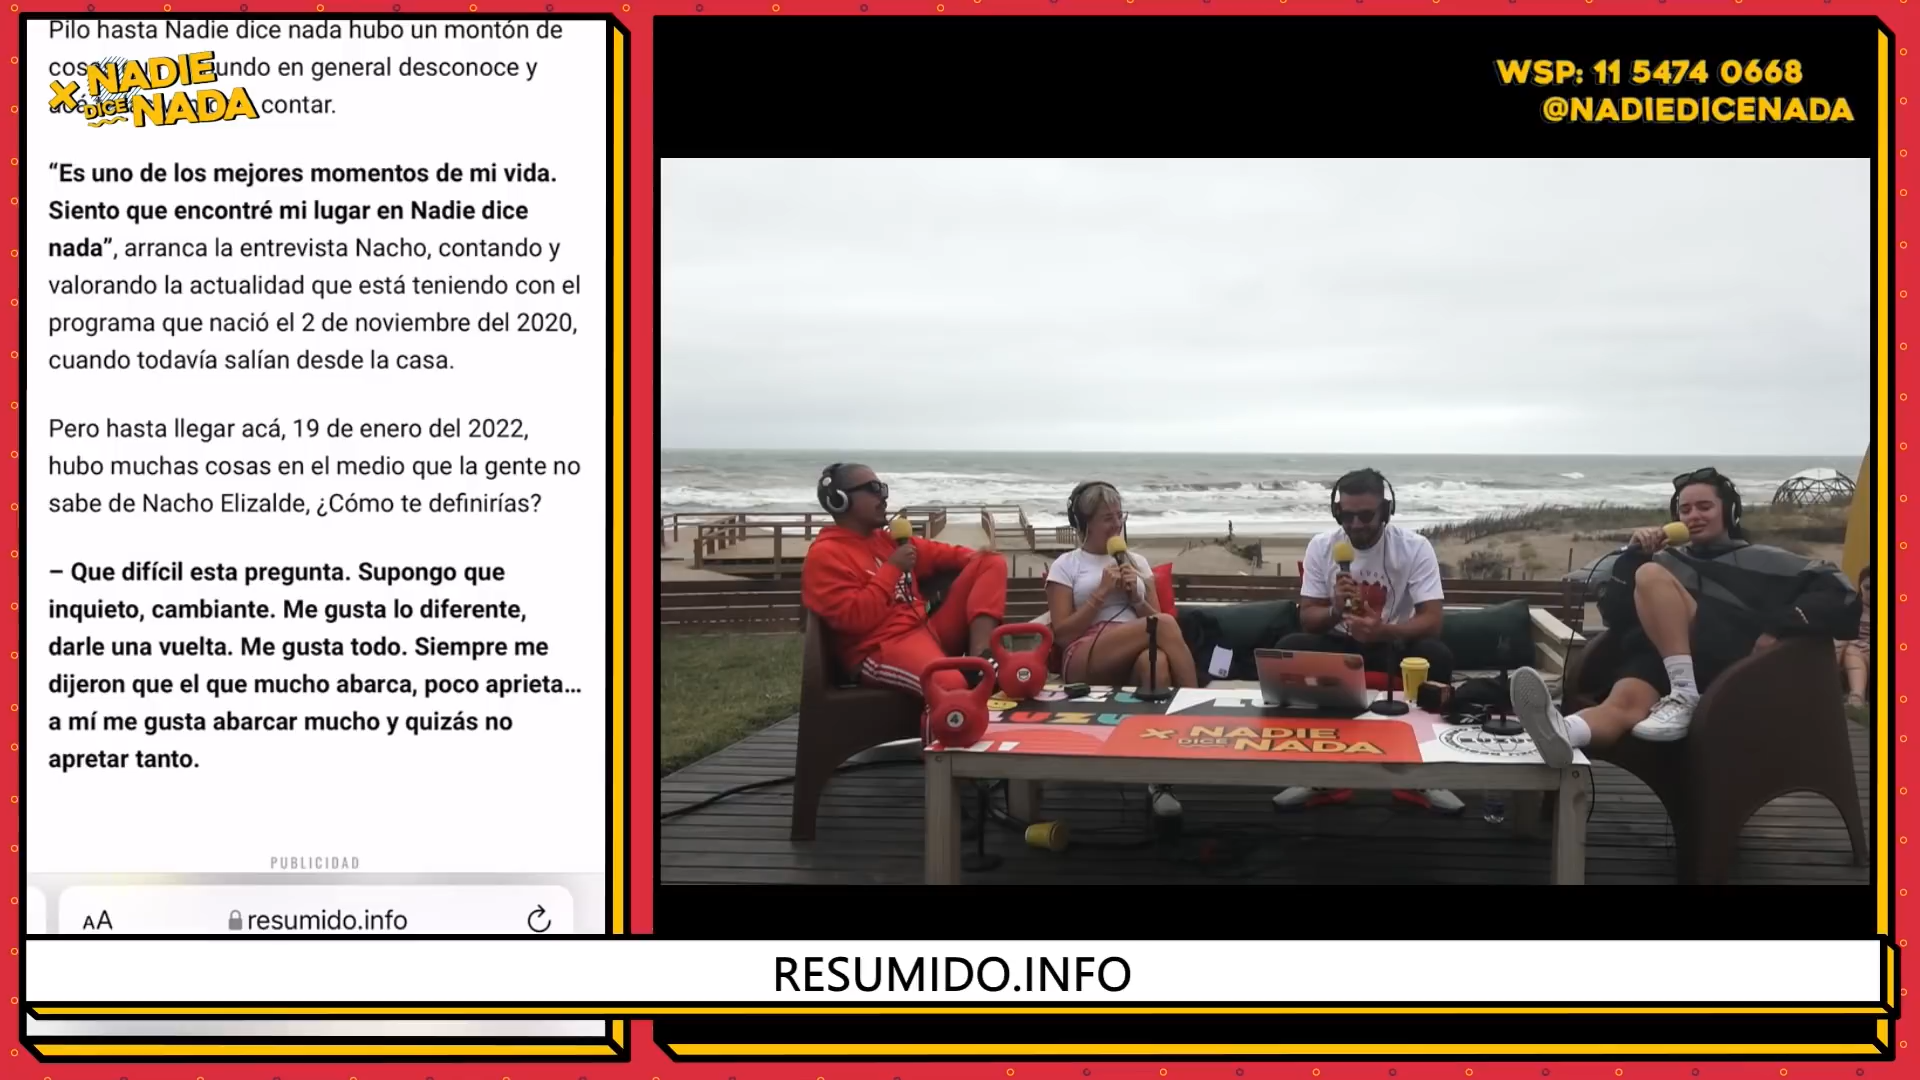 Pilo hasta Nadie dice nada hubo un montón de
undo en general desconoce y
contar.
NADIE
DICE NADA
“Es uno de los mejores momentos de mi vida.
Siento que encontré mi lugar en Nadie dice
nada”, arranca la entrevista Nacho, contando y
valorando la actualidad que está teniendo con el
programa que nació el 2 de noviembre del 2020,
cuando todavía salían desde la casa.
Pero hasta llegar acá, 19 de enero del 2022,
hubo muchas cosas en el medio que la gente no
sabe de Nacho Elizalde, ¿Cómo te definirías?
– Que difícil esta pregunta. Supongo que
inquieto, cambiante. Me gusta lo diferente,
darle una vuelta. Me gusta todo. Siempre me
dijeron que el que mucho abarca, poco aprieta...
a mí me gusta abarcar mucho y quizás no
apretar tanto.
PUBLICIDAD
AA resumido.info
WSP: 11 5474 0668
@NADIEDICENADA
4
LUZU
NADIE
DICE NADA
RESUMIDO.INFO